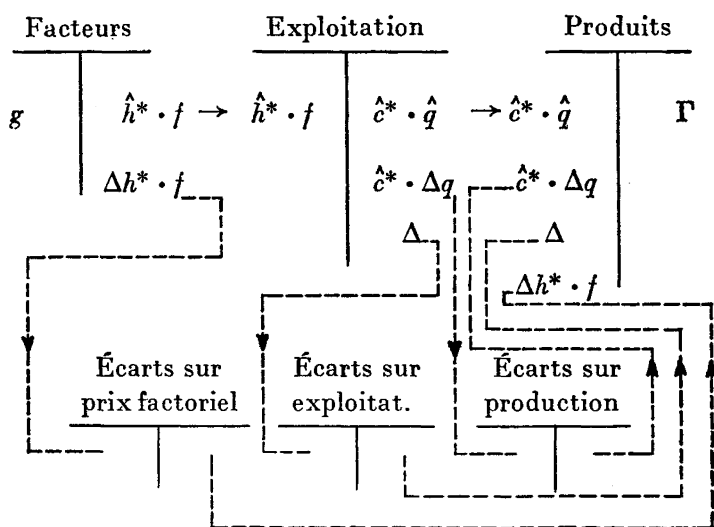 Facteurs Exploitation Produits
g ĥ* · f → ĥ* · f ĉ* · q̂ → ĉ* · q̂ Γ
Δh* · f ĉ* · Δq ĉ* · Δq
Δ Δ
Δh* · f
Écarts sur Écarts sur Écarts sur
prix factoriel exploitat. production